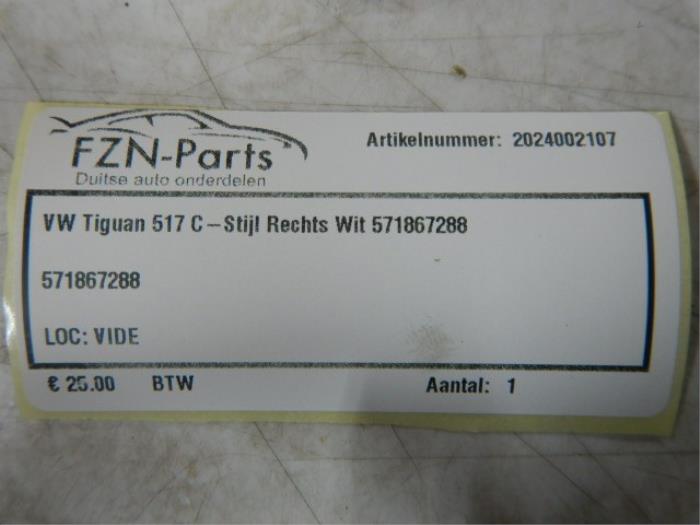 FZN-Parts
Duitse auto onderdelen
Artikelnummer: 2024002107
VW Tiguan 517 C-Stijl Rechts Wit 571867288
571867288
LOC: VIDE
€ 25.00 BTW Aantal: 1